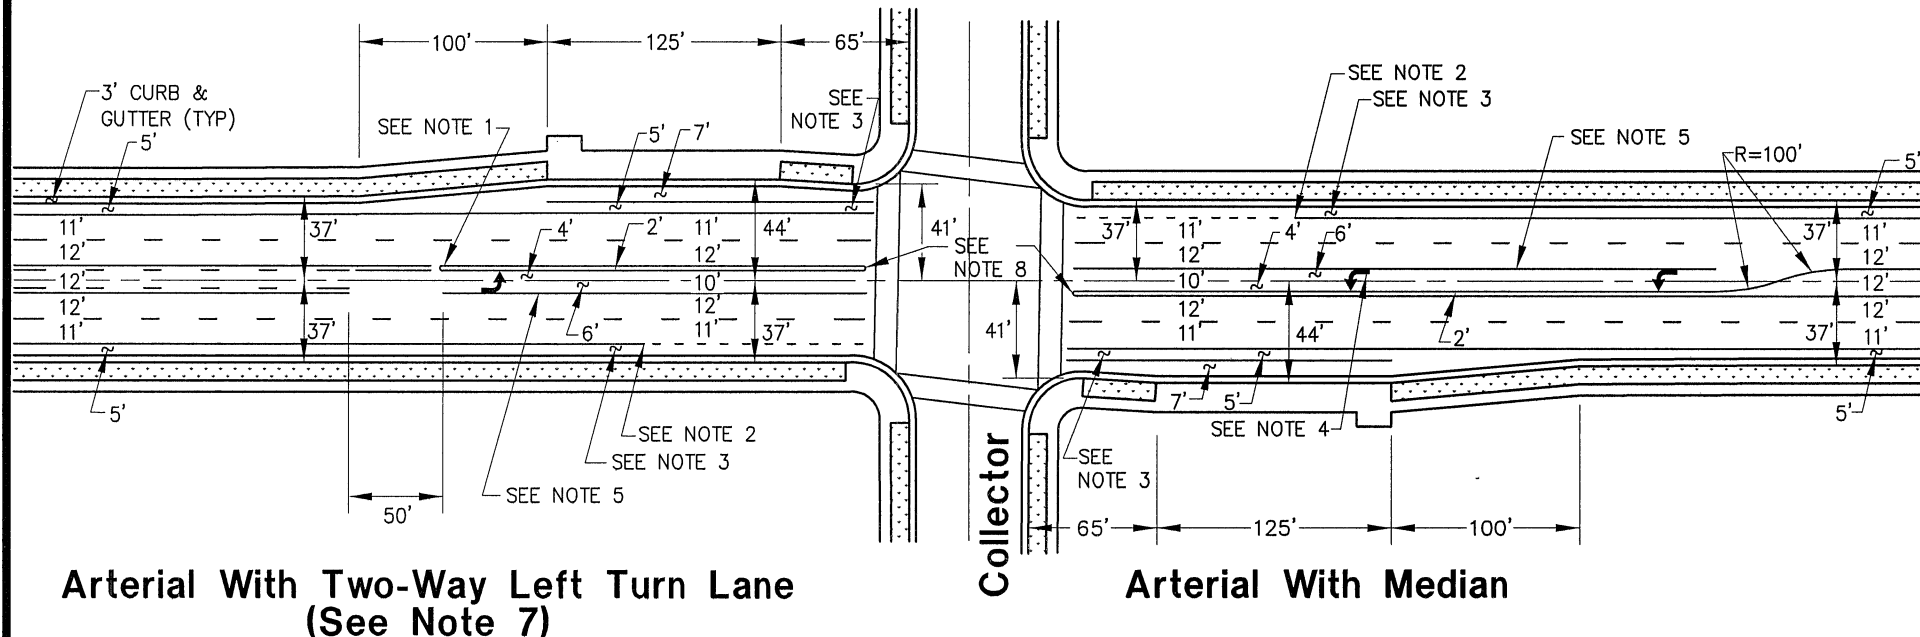 100'
125'
65'
3' CURB &
GUTTER (TYP)
5'
SEE NOTE 1
5'
7'
SEE
NOTE 3
SEE NOTE 2
SEE NOTE 3
SEE NOTE 5
R=100'
5'
11'
12'
12'
12'
11'
37'
37'
4'
2'
11'
12'
10'
12'
11'
44'
37'
6'
41'
41'
SEE
NOTE 8
37'
11'
12'
10'
12'
11'
4'
6'
44'
2'
37'
37'
11'
12'
12'
12'
11'
5'
7'
5'
SEE NOTE 4
5'
SEE NOTE 2
SEE NOTE 3
SEE NOTE 5
50'
SEE
NOTE 3
65'
125'
100'
Collector
Arterial With Two-Way Left Turn Lane
(See Note 7)
Arterial With Median